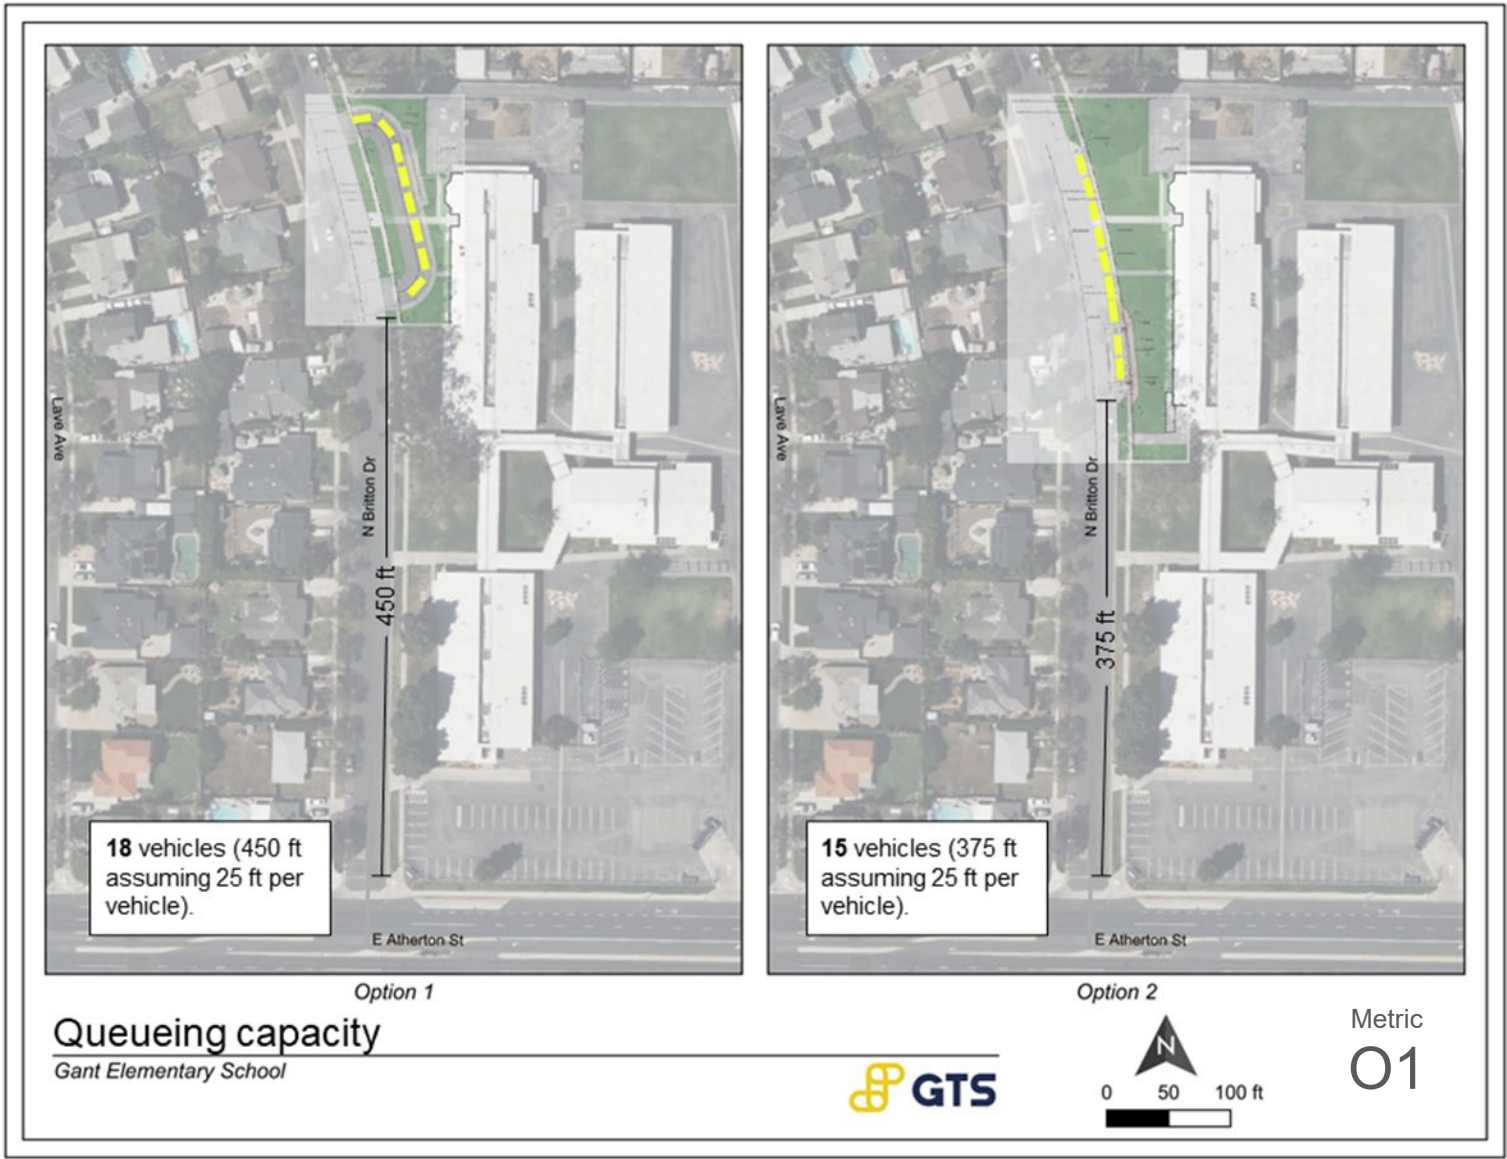 Lave Ave
N Britton Dr
450 ft
18 vehicles (450 ft
assuming 25 ft per
vehicle).
E Atherton St
Option 1
Lave Ave
N Britton Dr
375 ft
15 vehicles (375 ft
assuming 25 ft per
vehicle).
E Atherton St
Option 2
Queueing capacity
Gant Elementary School
GTS
N
0 50 100 ft
Metric
O1